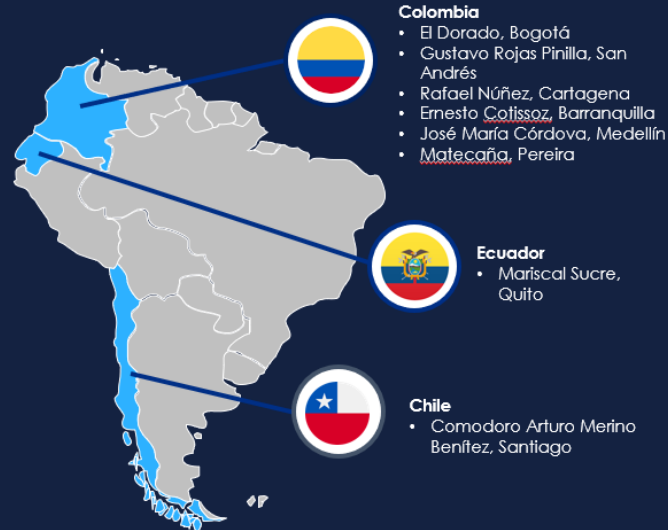 Colombia
• El Dorado, Bogotá
• Gustavo Rojas Pinilla, San
Andrés
• Rafael Núñez, Cartagena
• Ernesto Cotissoz, Barranquilla
• José María Córdova, Medellín
• Matecaña, Pereira
Ecuador
• Mariscal Sucre,
Quito
Chile
• Comodoro Arturo Merino
Benítez, Santiago